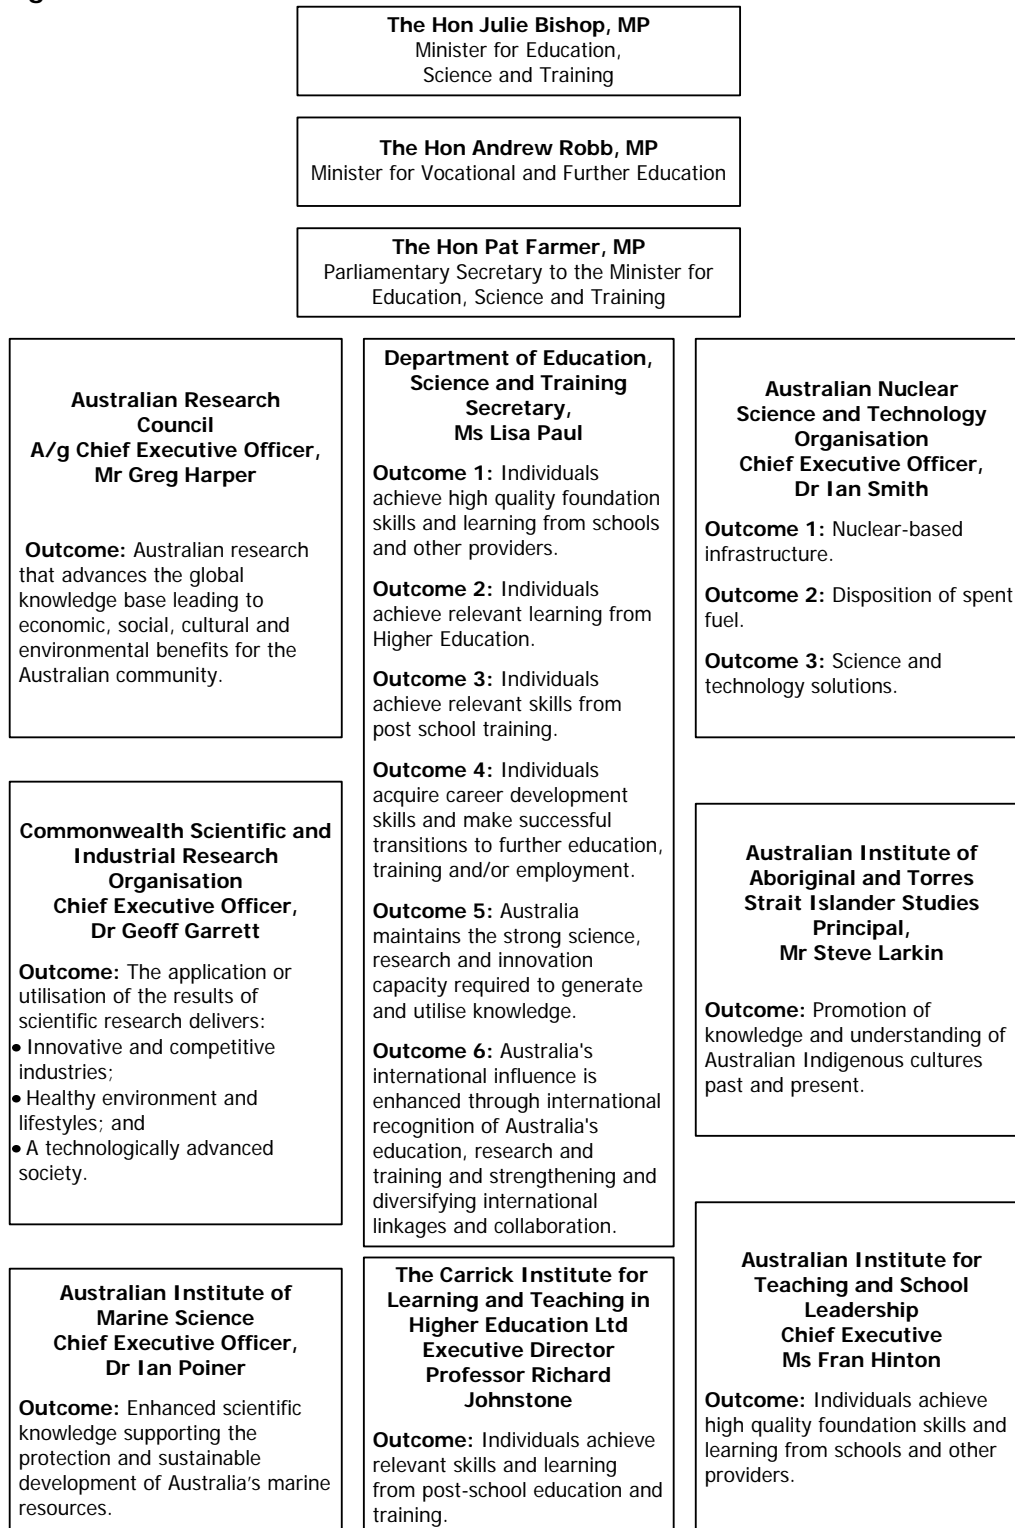 The Hon Julie Bishop, MP
Minister for Education,
Science and Training
The Hon Andrew Robb, MP
Minister for Vocational and Further Education
The Hon Pat Farmer, MP
Parliamentary Secretary to the Minister for
Education, Science and Training
Australian Research
Council
A/g Chief Executive Officer,
Mr Greg Harper
Outcome: Australian research
that advances the global
knowledge base leading to
economic, social, cultural and
environmental benefits for the
Australian community.
Department of Education,
Science and Training
Secretary,
Ms Lisa Paul
Outcome 1: Individuals
achieve high quality foundation
skills and learning from schools
and other providers.
Outcome 2: Individuals
achieve relevant learning from
Higher Education.
Outcome 3: Individuals
achieve relevant skills from
post school training.
Outcome 4: Individuals
acquire career development
skills and make successful
transitions to further education,
training and/or employment.
Outcome 5: Australia
maintains the strong science,
research and innovation
capacity required to generate
and utilise knowledge.
Outcome 6: Australia's
international influence is
enhanced through international
recognition of Australia's
education, research and
training and strengthening and
diversifying international
linkages and collaboration.
Australian Nuclear
Science and Technology
Organisation
Chief Executive Officer,
Dr Ian Smith
Outcome 1: Nuclear-based
infrastructure.
Outcome 2: Disposition of spent
fuel.
Outcome 3: Science and
technology solutions.
Commonwealth Scientific and
Industrial Research
Organisation
Chief Executive Officer,
Dr Geoff Garrett
Outcome: The application or
utilisation of the results of
scientific research delivers:
• Innovative and competitive
industries;
• Healthy environment and
lifestyles; and
• A technologically advanced
society.
Australian Institute of
Aboriginal and Torres
Strait Islander Studies
Principal,
Mr Steve Larkin
Outcome: Promotion of
knowledge and understanding of
Australian Indigenous cultures
past and present.
Australian Institute of
Marine Science
Chief Executive Officer,
Dr Ian Poiner
Outcome: Enhanced scientific
knowledge supporting the
protection and sustainable
development of Australia's marine
resources.
The Carrick Institute for
Learning and Teaching in
Higher Education Ltd
Executive Director
Professor Richard
Johnstone
Outcome: Individuals achieve
relevant skills and learning
from post-school education and
training.
Australian Institute for
Teaching and School
Leadership
Chief Executive
Ms Fran Hinton
Outcome: Individuals achieve
high quality foundation skills and
learning from schools and other
providers.